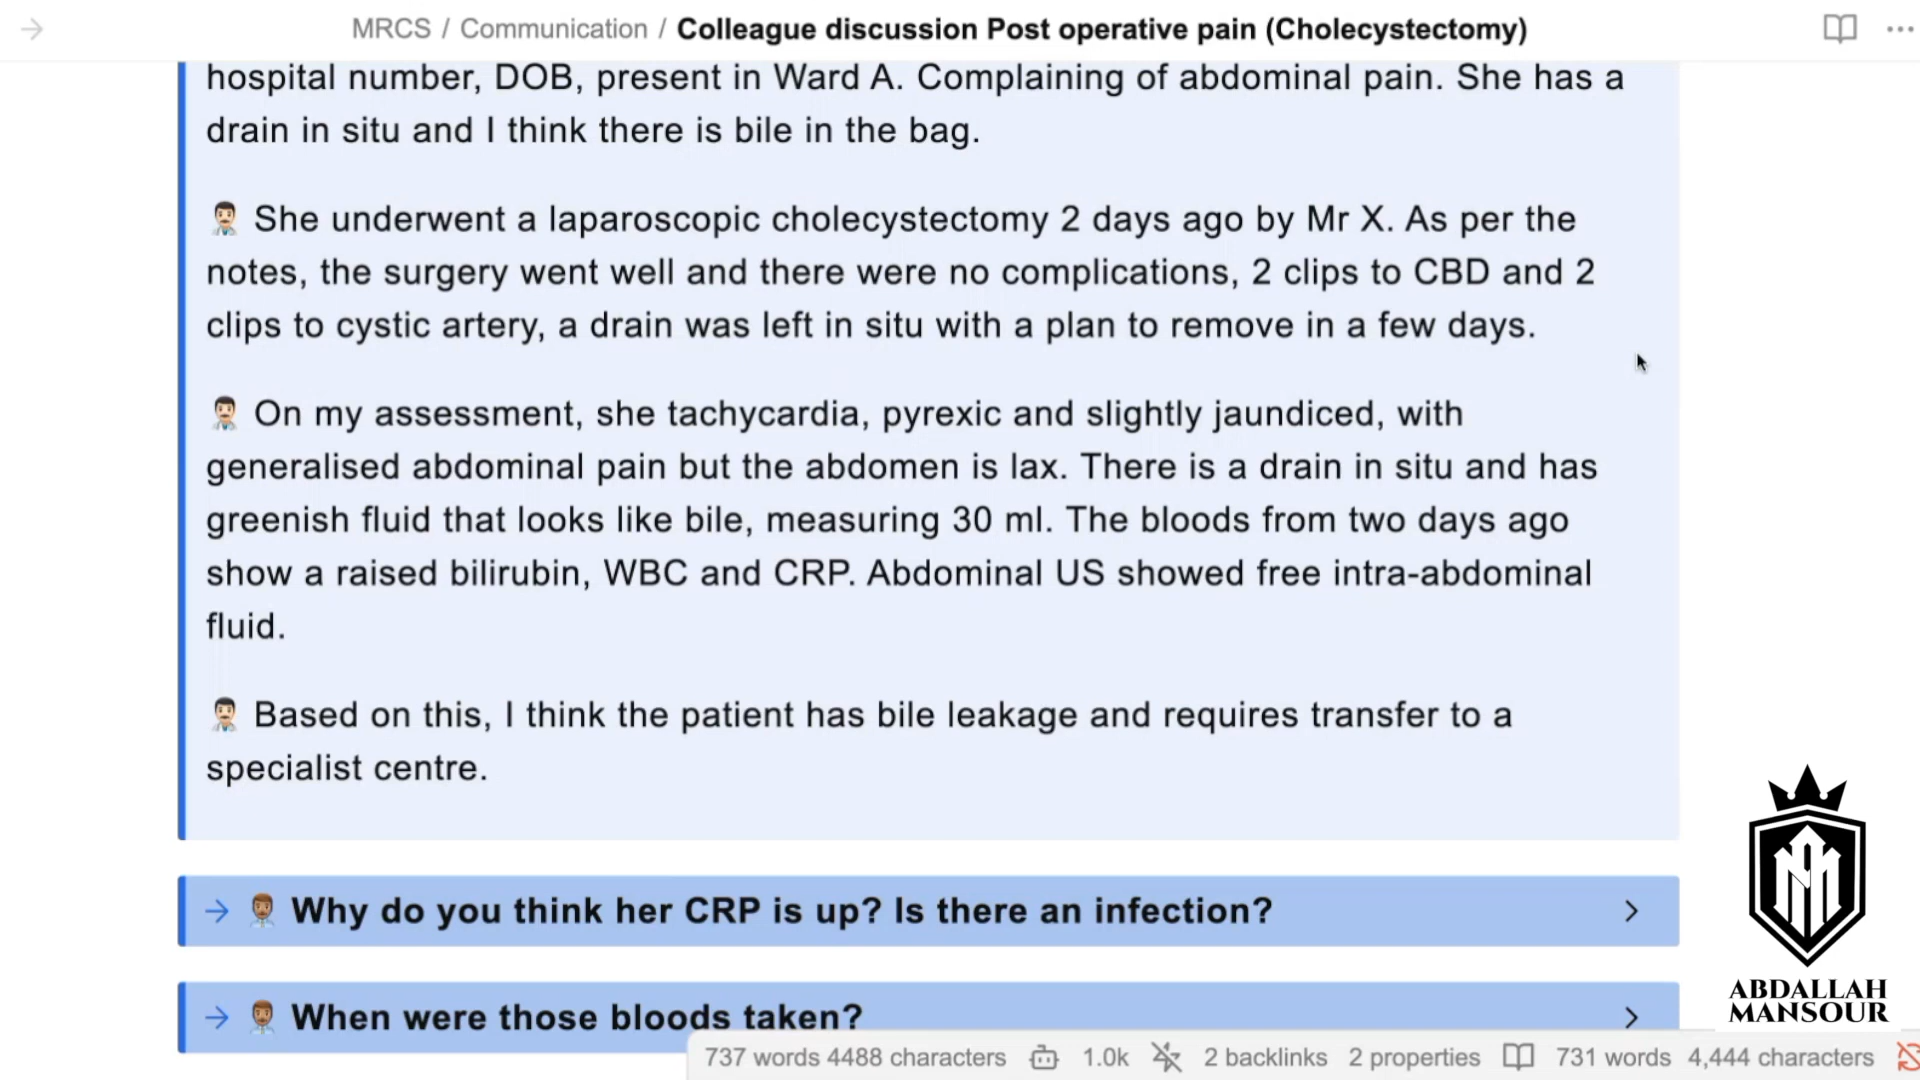 MRCS / Communication / Colleague discussion Post operative pain (Cholecystectomy)
hospital number, DOB, present in Ward A. Complaining of abdominal pain. She has a
drain in situ and I think there is bile in the bag.
She underwent a laparoscopic cholecystectomy 2 days ago by Mr X. As per the
notes, the surgery went well and there were no complications, 2 clips to CBD and 2
clips to cystic artery, a drain was left in situ with a plan to remove in a few days.
On my assessment, she tachycardia, pyrexic and slightly jaundiced, with
generalised abdominal pain but the abdomen is lax. There is a drain in situ and has
greenish fluid that looks like bile, measuring 30 ml. The bloods from two days ago
show a raised bilirubin, WBC and CRP. Abdominal US showed free intra-abdominal
fluid.
Based on this, I think the patient has bile leakage and requires transfer to a
specialist centre.
Why do you think her CRP is up? Is there an infection?
When were those bloods taken?
ABDALLAH
MANSOUR
737 words 4488 characters 1.0k 2 backlinks 2 properties 731 words 4,444 characters